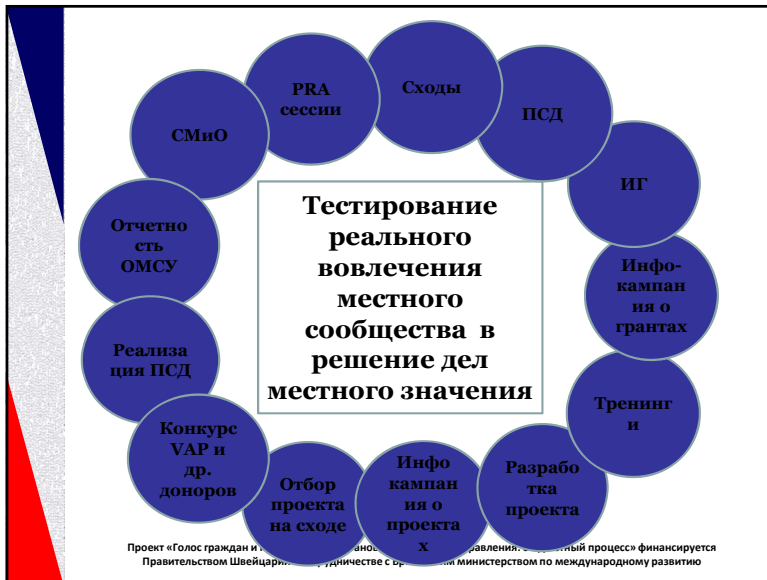 PRA
сессии
Сходы
ПСД
ИГ
Инфо-
кампан
ия о
грантах
Тренинг
и
Разрабо
тка
проекта
Инфо
кампан
ия о
проекта
х
Отбор
проекта
на сходе
Конкурс
VAP и
др.
доноров
Реализа
ция ПСД
Отчетно
сть
ОМСУ
СМиО
Тестирование
реального
вовлечения
местного
сообщества в
решение дел
местного значения
Проект «Голос граждан и процесс» финансируется
Правительством Швейцарии с министерством по международному развитию